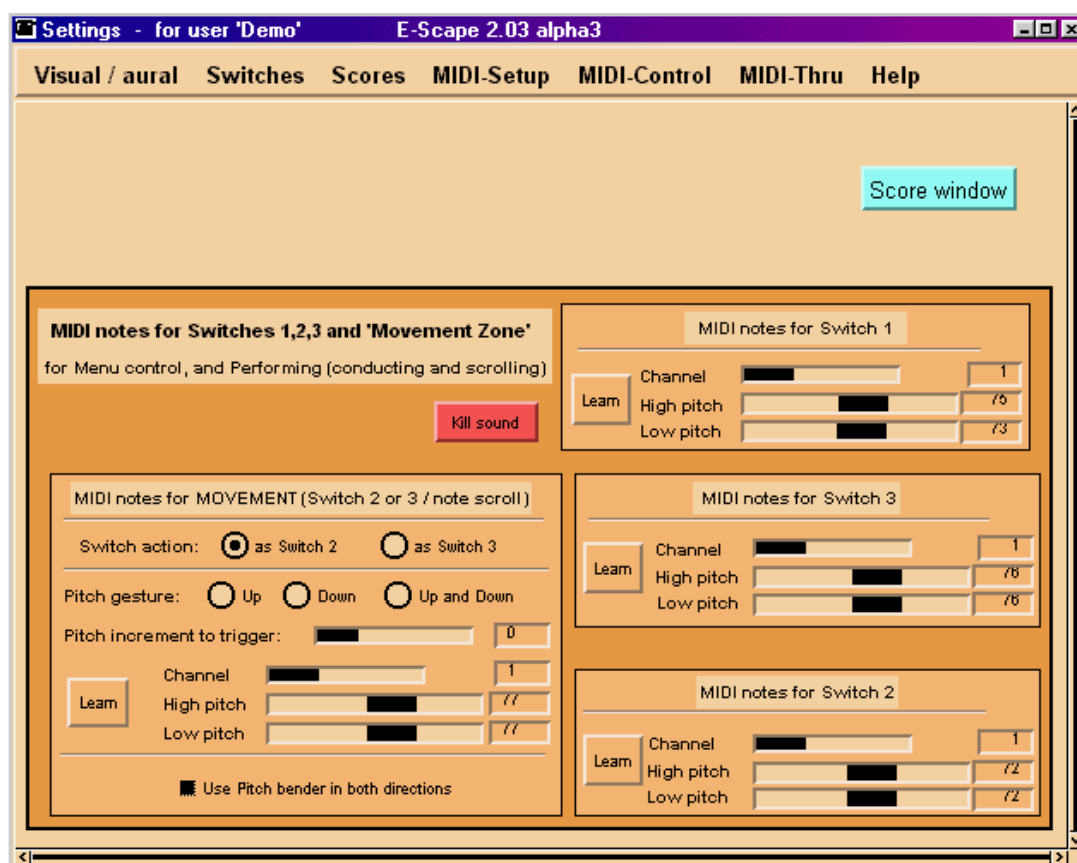 Settings - for user 'Demo' E-Scape 2.03 alpha3
Visual / aural Switches Scores MIDI-Setup MIDI-Control MIDI-Thru Help
Score window
MIDI notes for Switches 1,2,3 and 'Movement Zone'
for Menu control, and Performing (conducting and scrolling)
Kill sound
MIDI notes for Switch 1
Learn
Channel 1
High pitch 75
Low pitch 73
MIDI notes for MOVEMENT (Switch 2 or 3 / note scroll)
Switch action: as Switch 2 as Switch 3
Pitch gesture: Up Down Up and Down
Pitch increment to trigger: 0
Learn
Channel 1
High pitch 77
Low pitch 77
Use Pitch bender in both directions
MIDI notes for Switch 3
Learn
Channel 1
High pitch 76
Low pitch 76
MIDI notes for Switch 2
Learn
Channel 1
High pitch 72
Low pitch 72